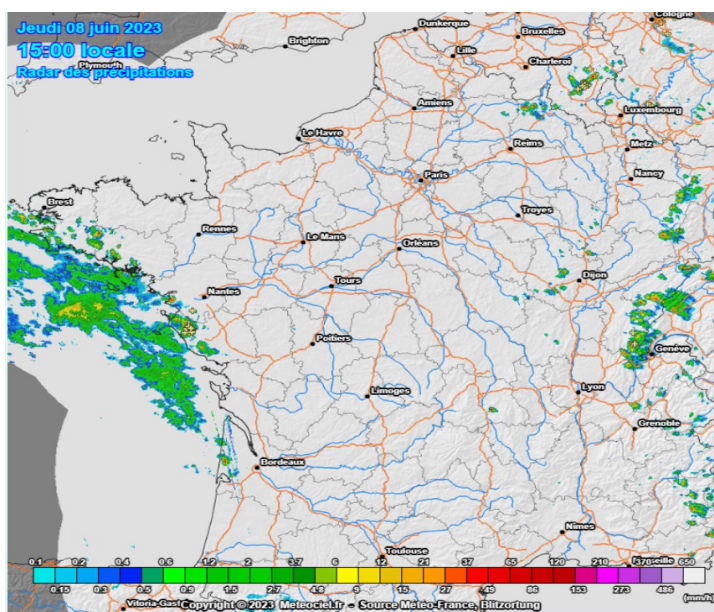 Jeudi 08 juin 2023
15:00 locale
Radar des précipitations
Plymouth
Brighton
Dunkerque
Bruxelles
Cologne
Lille
Charleroi
Amiens
Luxembourg
Le Havre
Reims
Metz
Paris
Nancy
Brest
Troyes
Rennes
Le Mans
Orléans
Dijon
Nantes
Tours
Poitiers
Genève
Limoges
Lyon
Grenoble
Bordeaux
Nîmes
Toulouse
0.1 0.2 0.4 0.6 1.2 2 3.7 6 12 21 37 65 120 210 370 650
0.15 0.3 0.5 0.9 1.5 2.7 4.8 9 15 27 49 86 153 273 486 (mm/h)
Copyright © 2023 Meteociel.fr - Source Météo-France, Blitzortung